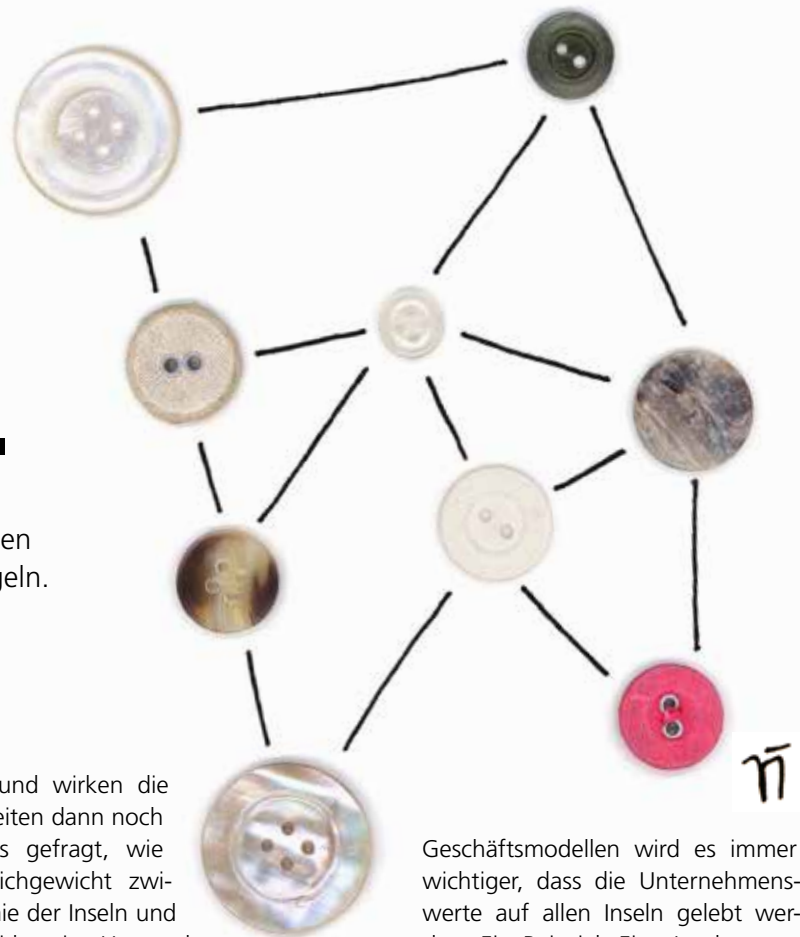 en
geln.
und wirken die
eiten dann noch
s gefragt, wie
ichgewicht zwi-
ie der Inseln und
Geschäftsmodellen wird es immer
wichtiger, dass die Unternehmens-
werte auf allen Inseln gelebt wer-